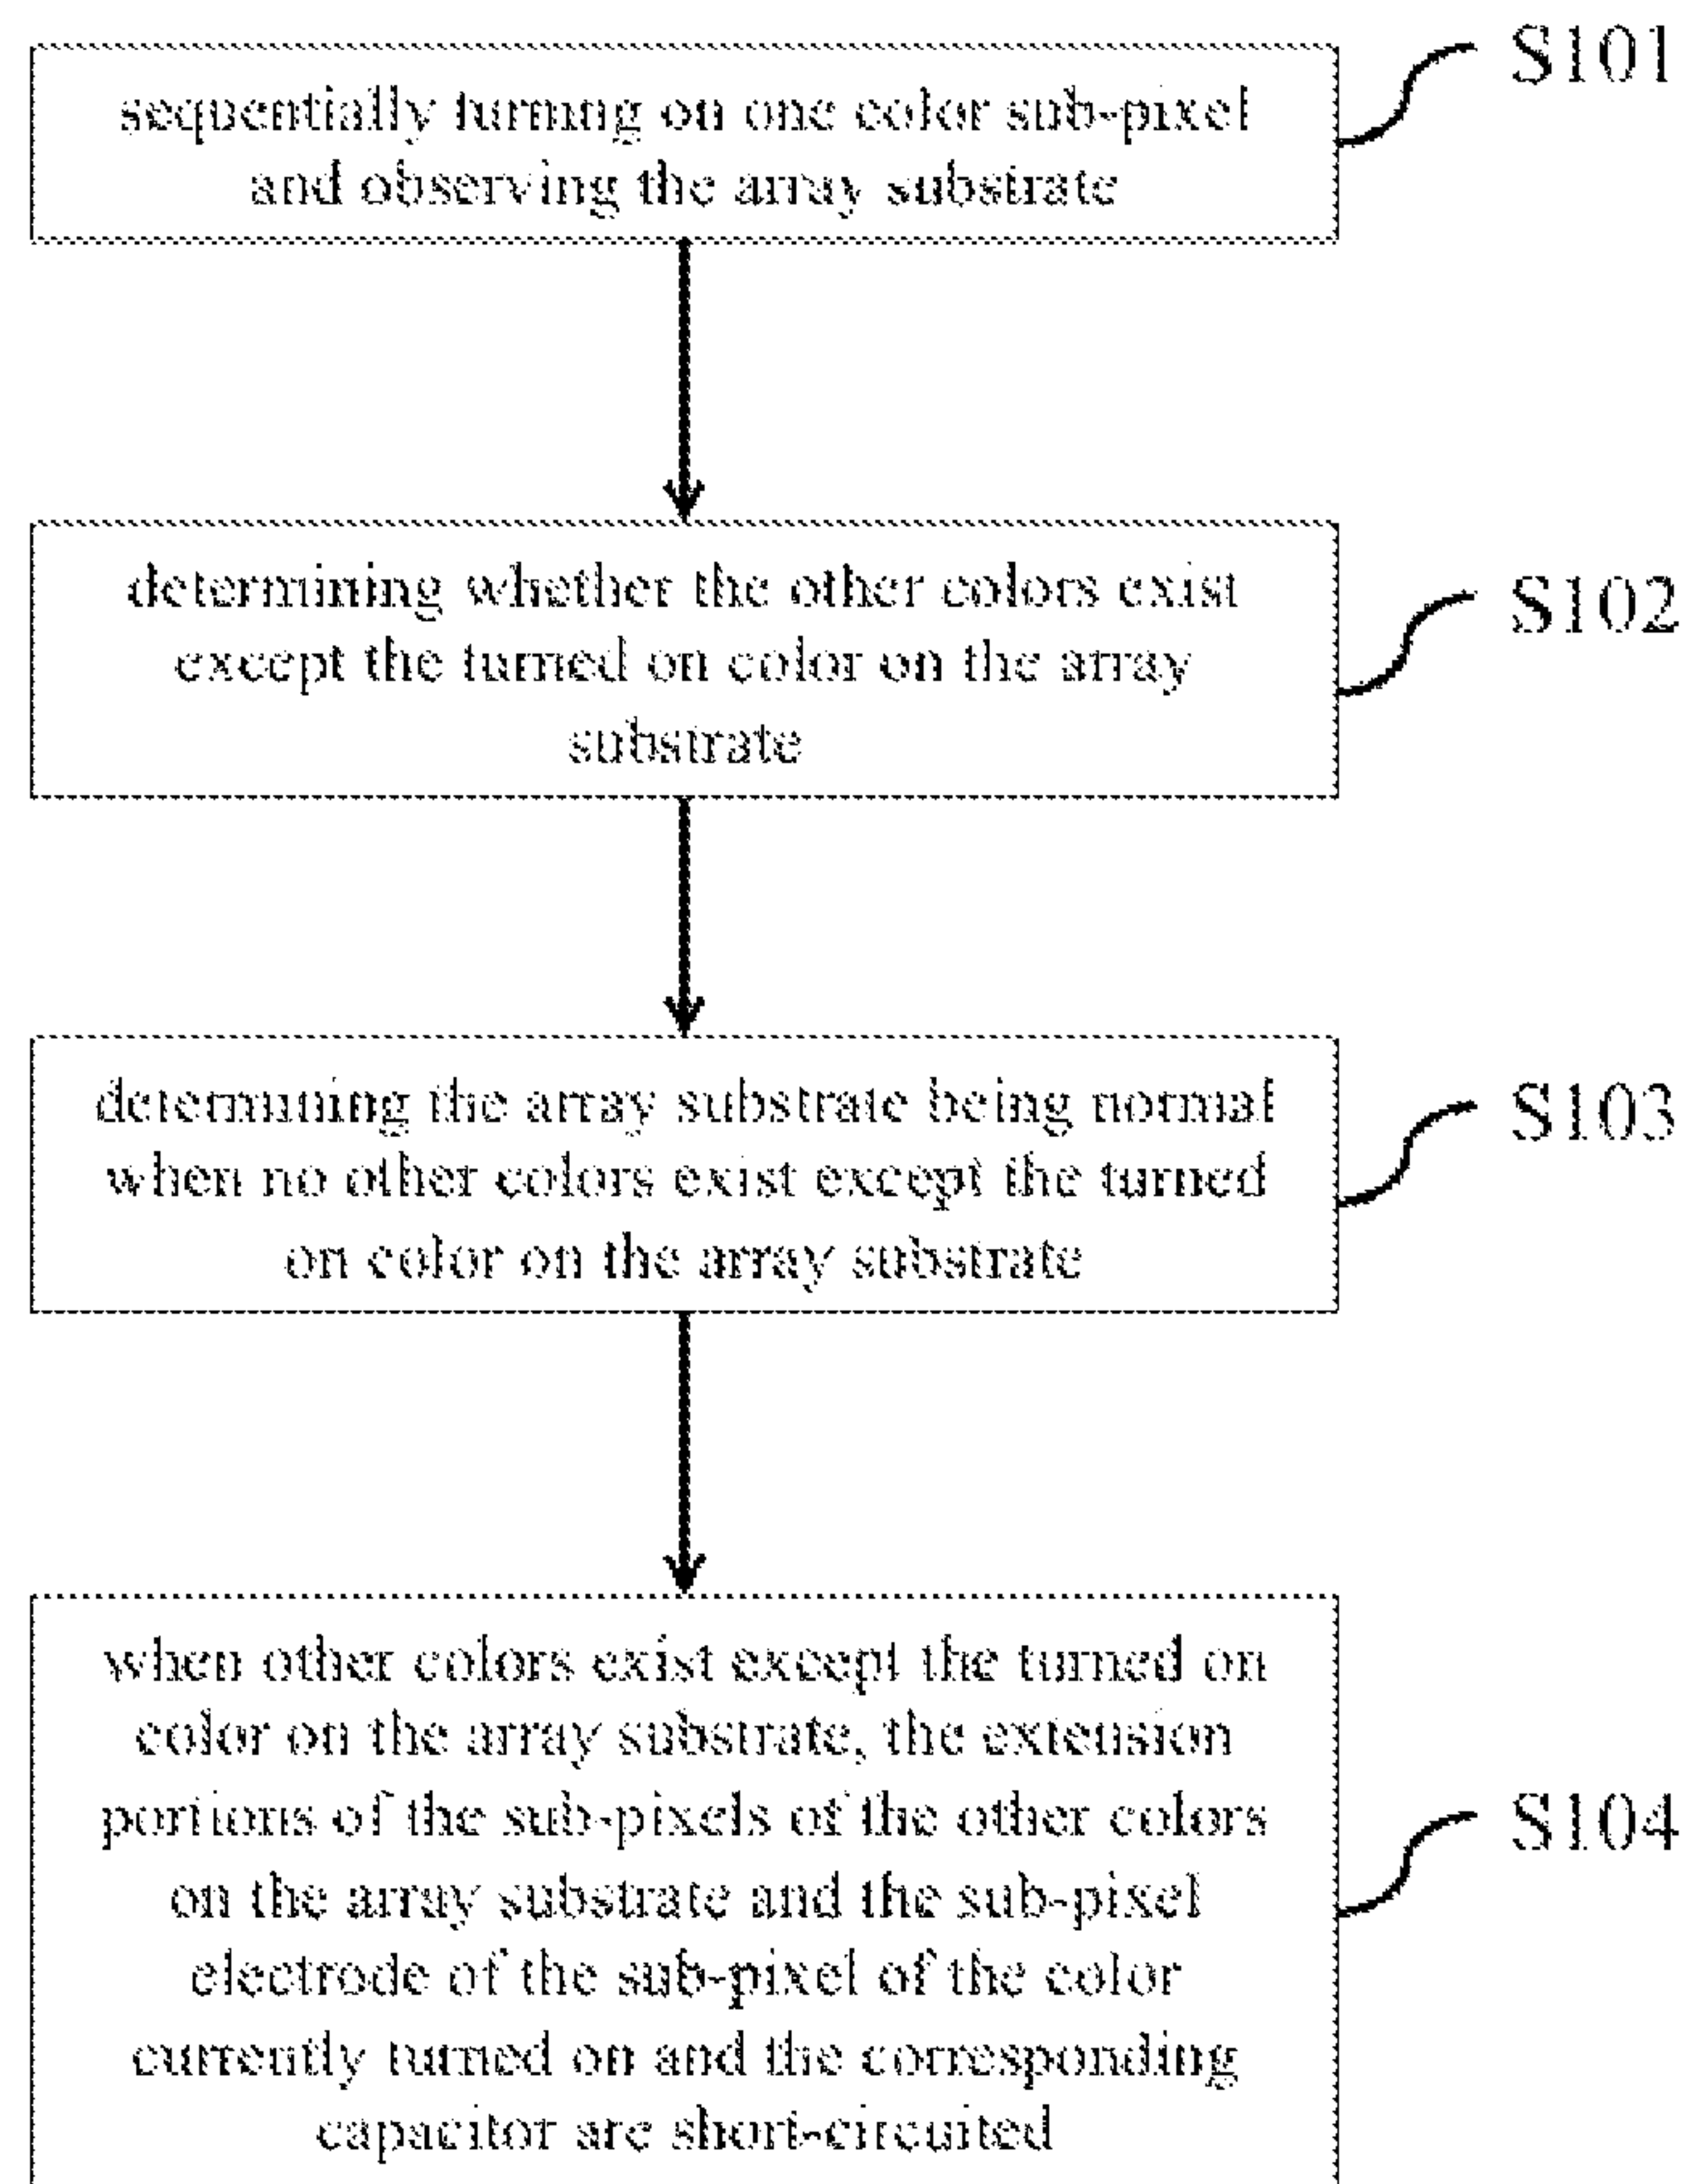 S101
sequentially turning on one color sub-pixel
and observing the array substrate
S102
determining whether the other colors exist
except the turned on color on the array
substrate
S103
determining the array substrate being normal
when no other colors exist except the turned
on color on the array substrate
S104
when other colors exist except the turned on
color on the array substrate, the extension
portions of the sub-pixels of the other colors
on the array substrate and the sub-pixel
electrode of the sub-pixel of the color
currently turned on and the corresponding
capacitor are short-circuited